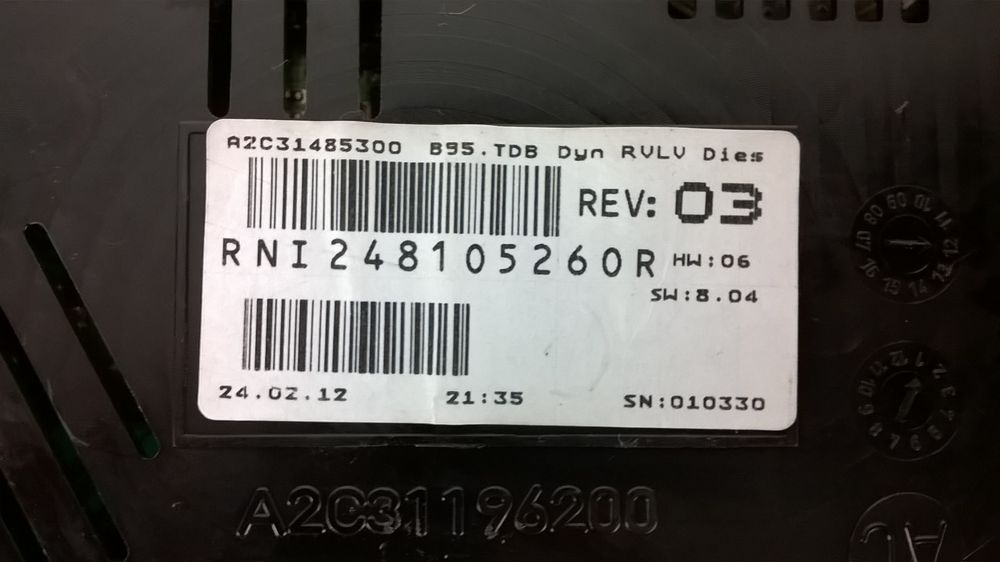 A2C31485300 B95.TDB Dyn RVLV Dies
REV: 03
RNI248105260R HW:06
SW:8.04
24.02.12 21:35 SN:010330
A2C31196200